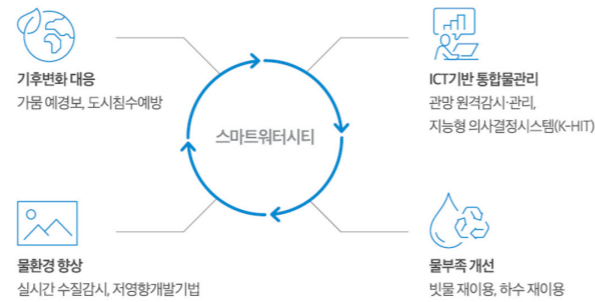 기후변화 대응
가뭄 예경보, 도시침수예방
ICT기반 통합물관리
관망 원격감시·관리,
지능형 의사결정시스템(K-HIT)
스마트워터시티
물환경 향상
실시간 수질감시, 저영향개발기법
물부족 개선
빗물 재이용, 하수 재이용